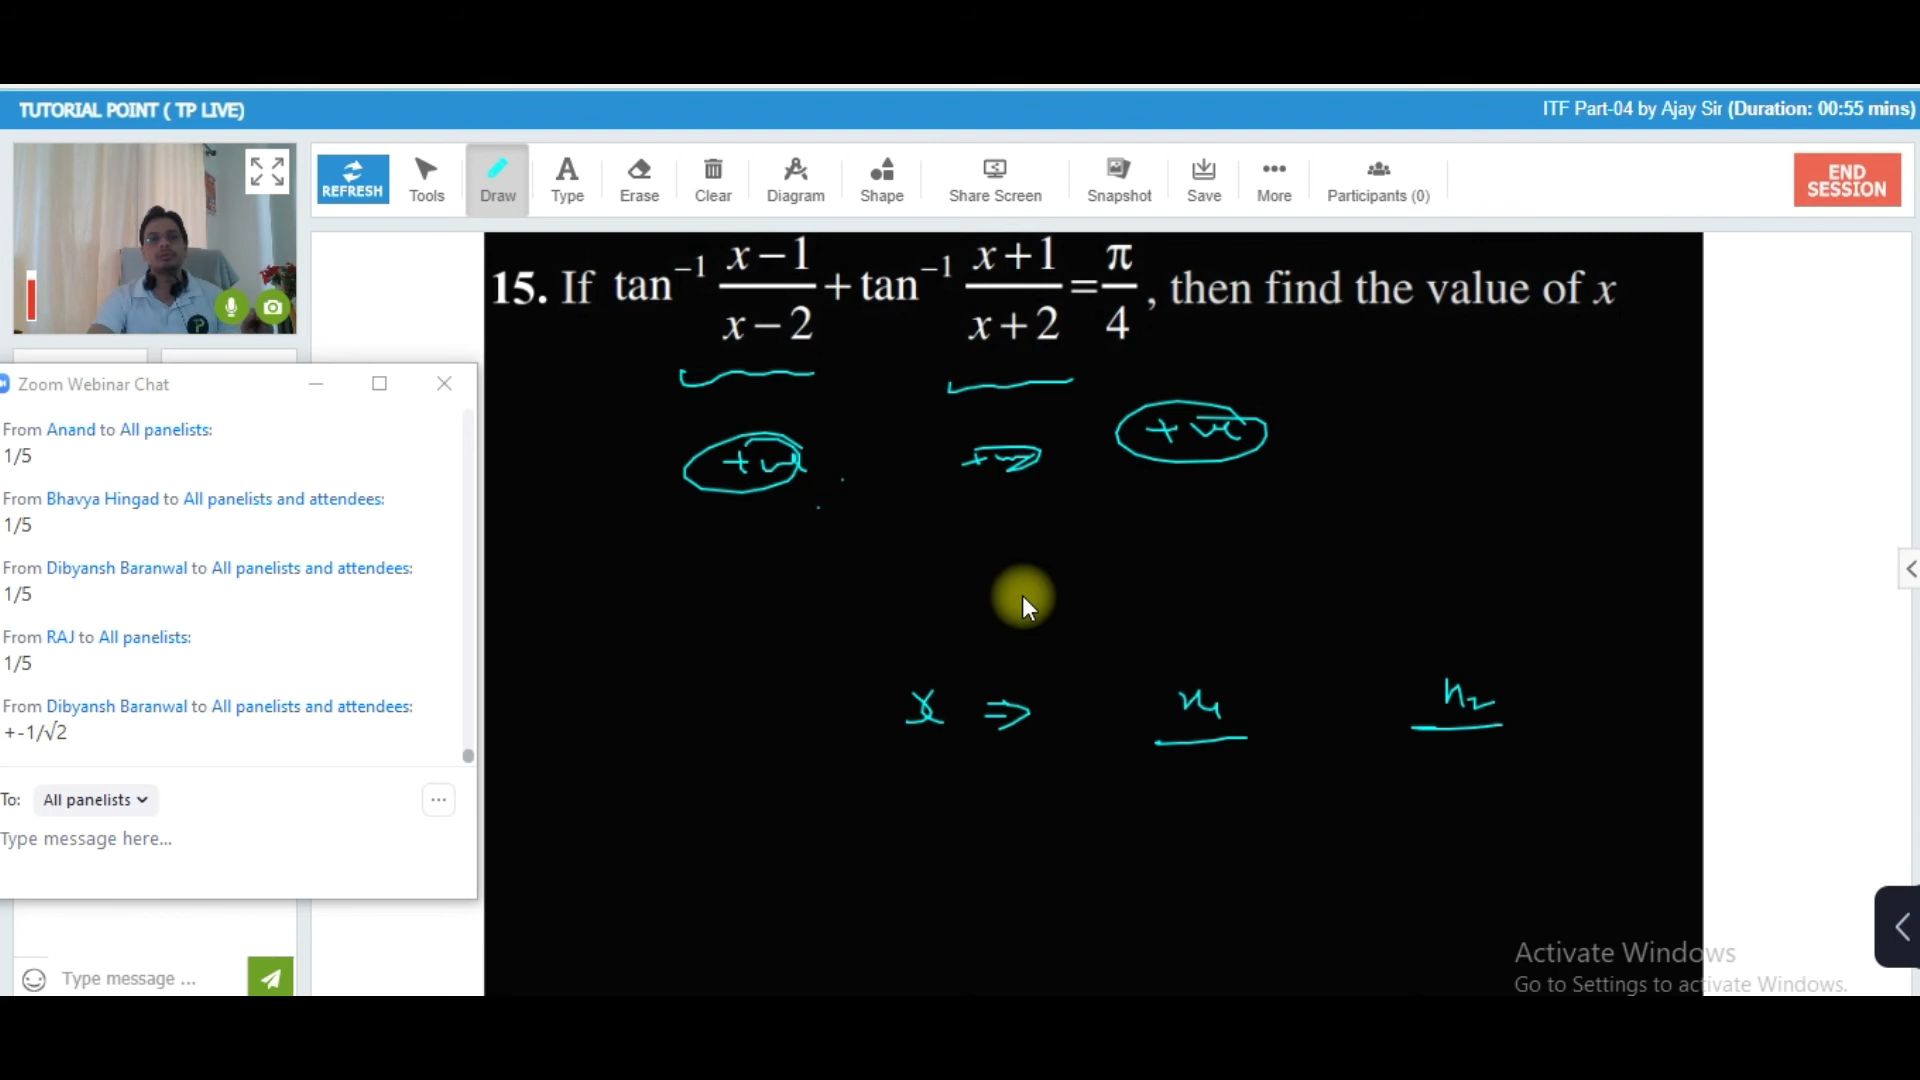 TUTORIAL POINT ( TP LIVE)
ITF Part-04 by Ajay Sir (Duration: 00:55 mins)
REFRESH
Tools
Draw
Type
Erase
Clear
Diagram
Shape
Share Screen
Snapshot
Save
More
Participants (0)
END SESSION
15. If tan⁻¹ (x−1)/(x−2) + tan⁻¹ (x+1)/(x+2) = π/4, then find the value of x
+ve
+ve
+ve
x ⇒ x₁ x₂
Zoom Webinar Chat
From Anand to All panelists:
1/5
From Bhavya Hingad to All panelists and attendees:
1/5
From Dibyansh Baranwal to All panelists and attendees:
1/5
From RAJ to All panelists:
1/5
From Dibyansh Baranwal to All panelists and attendees:
+-1/√2
To: All panelists
Type message here...
Type message ...
Activate Windows
Go to Settings to activate Windows.